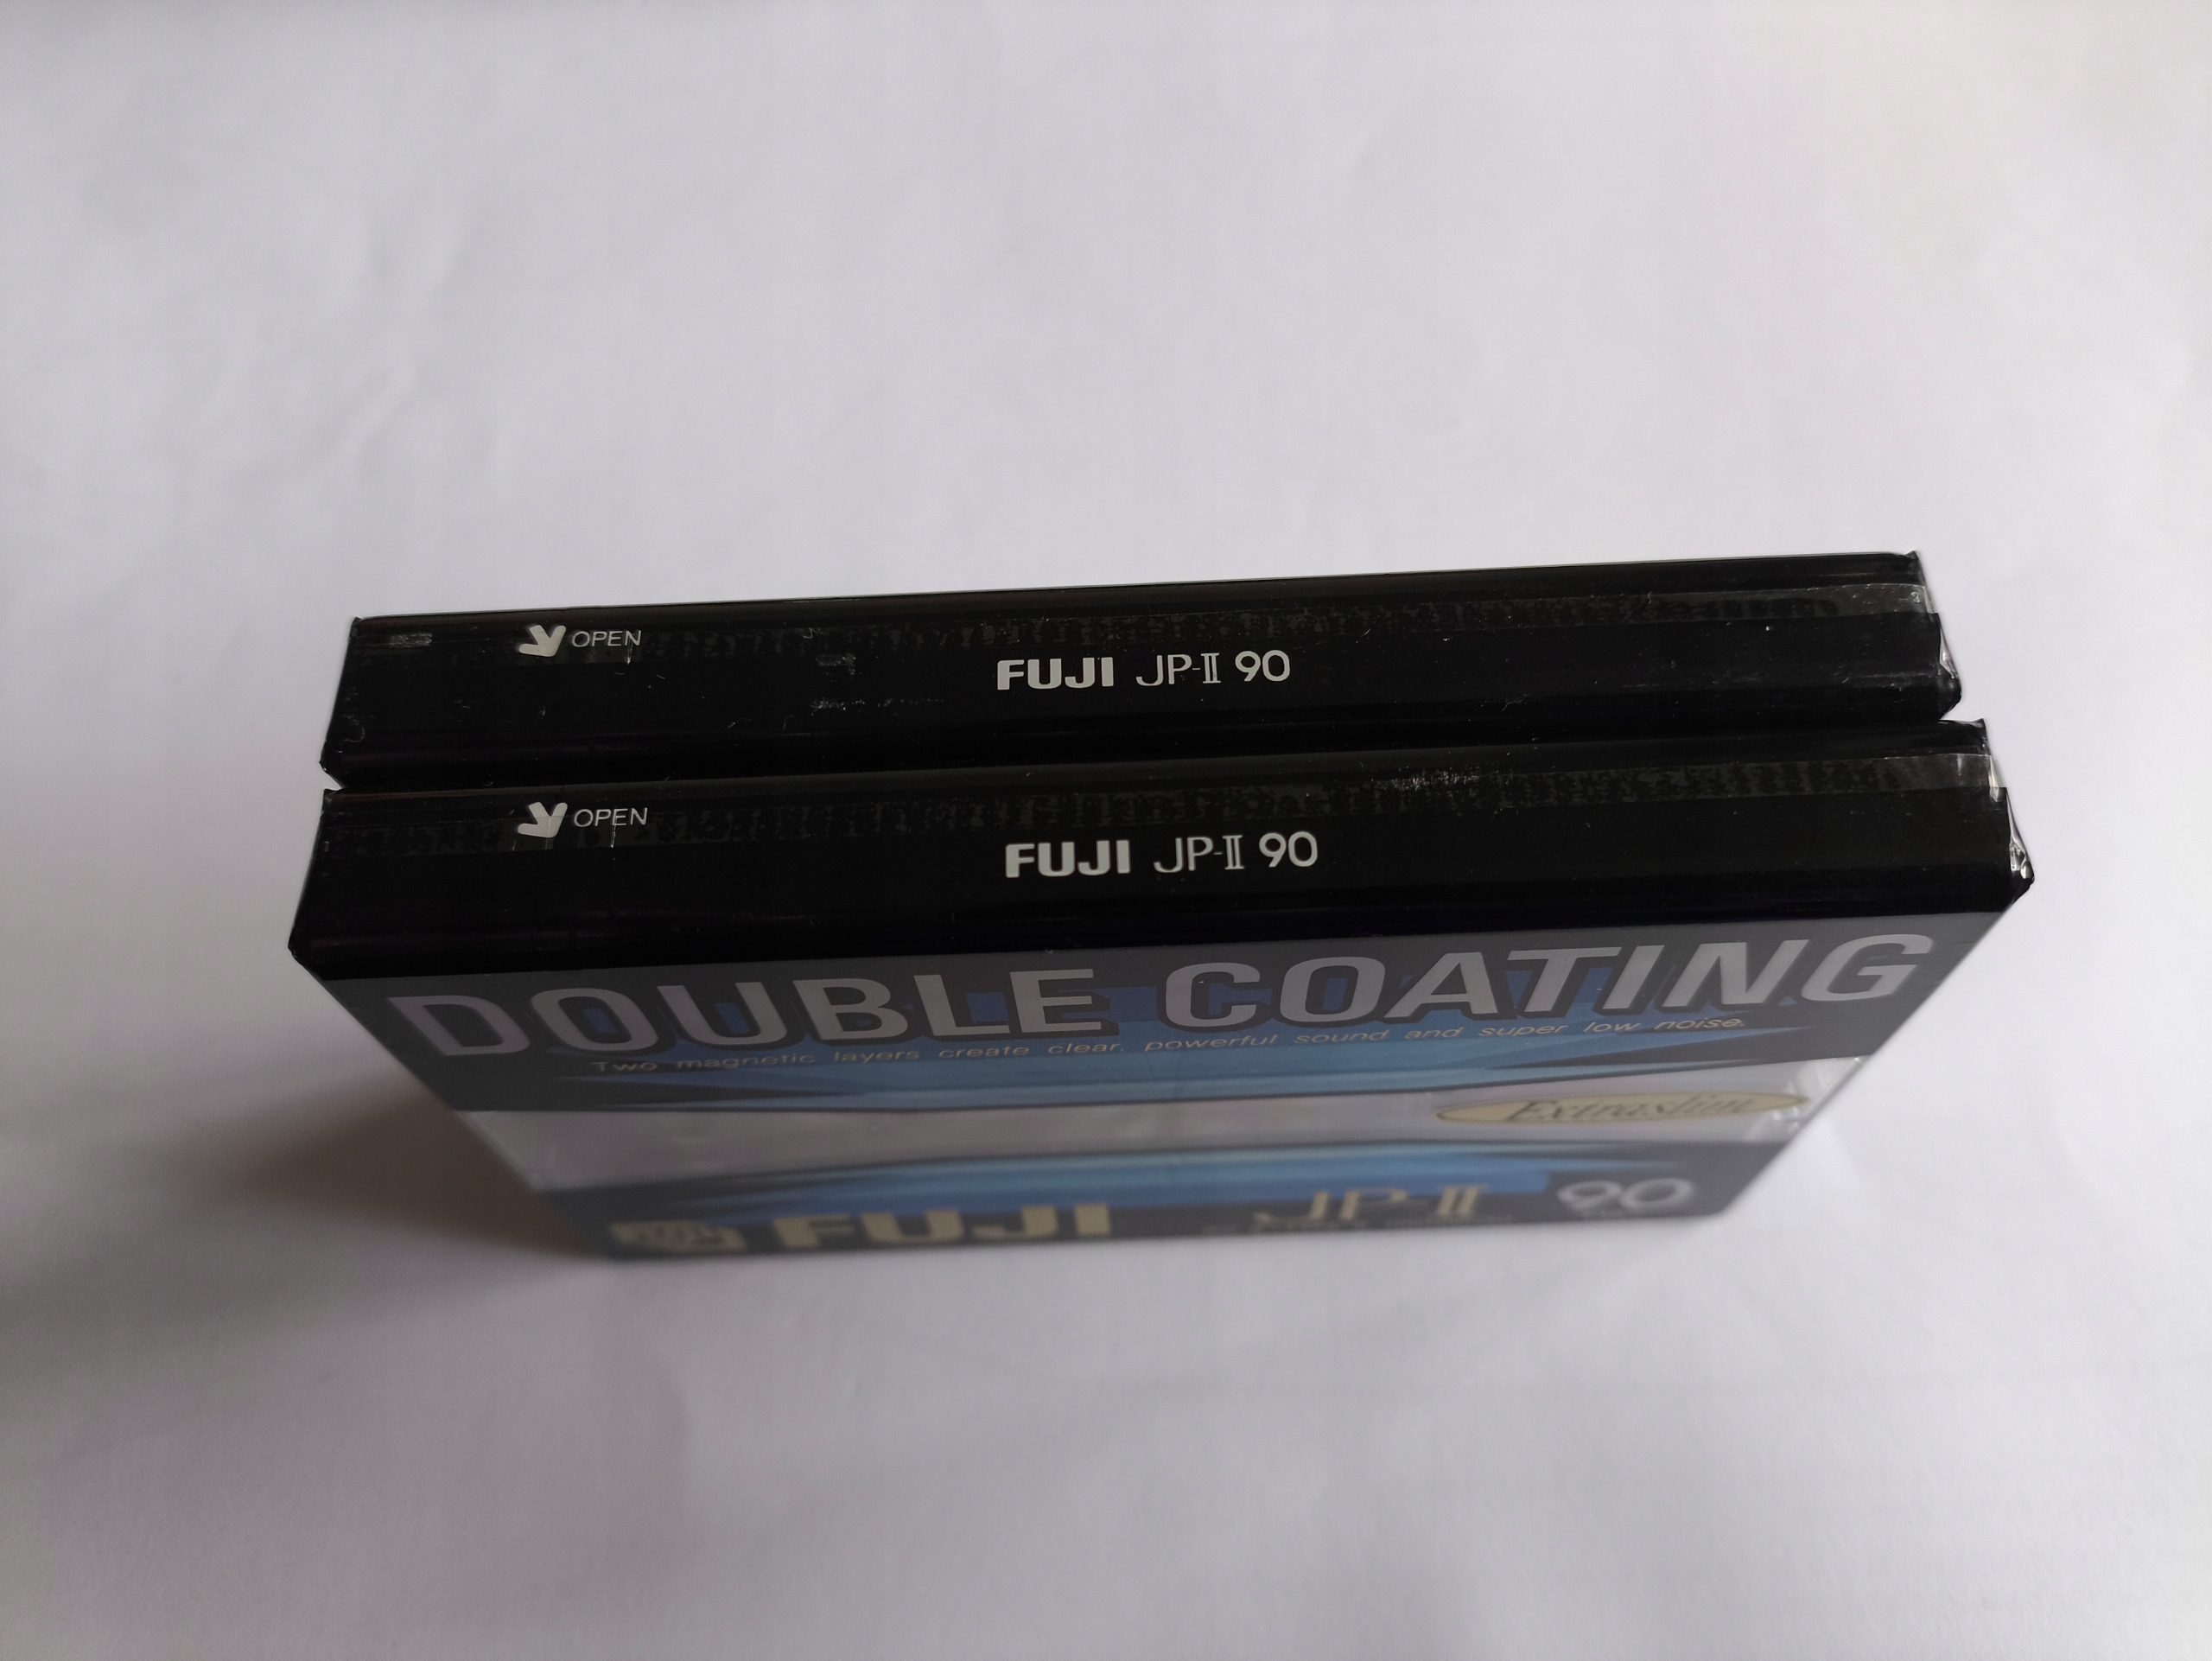 OPEN
FUJI JP-II 90
OPEN
FUJI JP-II 90
DOUBLE COATING
Two magnetic layers create clear, powerful sound and super low noise.
Extraslim
FUJI JP-II 90